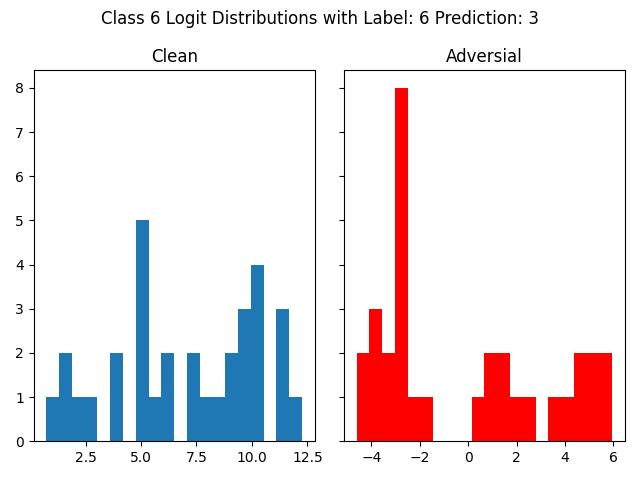 Class 6 Logit Distributions with Label: 6 Prediction: 3
Clean
Adversial
8
7
6
5
4
3
2
1
0
2.5 5.0 7.5 10.0 12.5
−4 −2 0 2 4 6